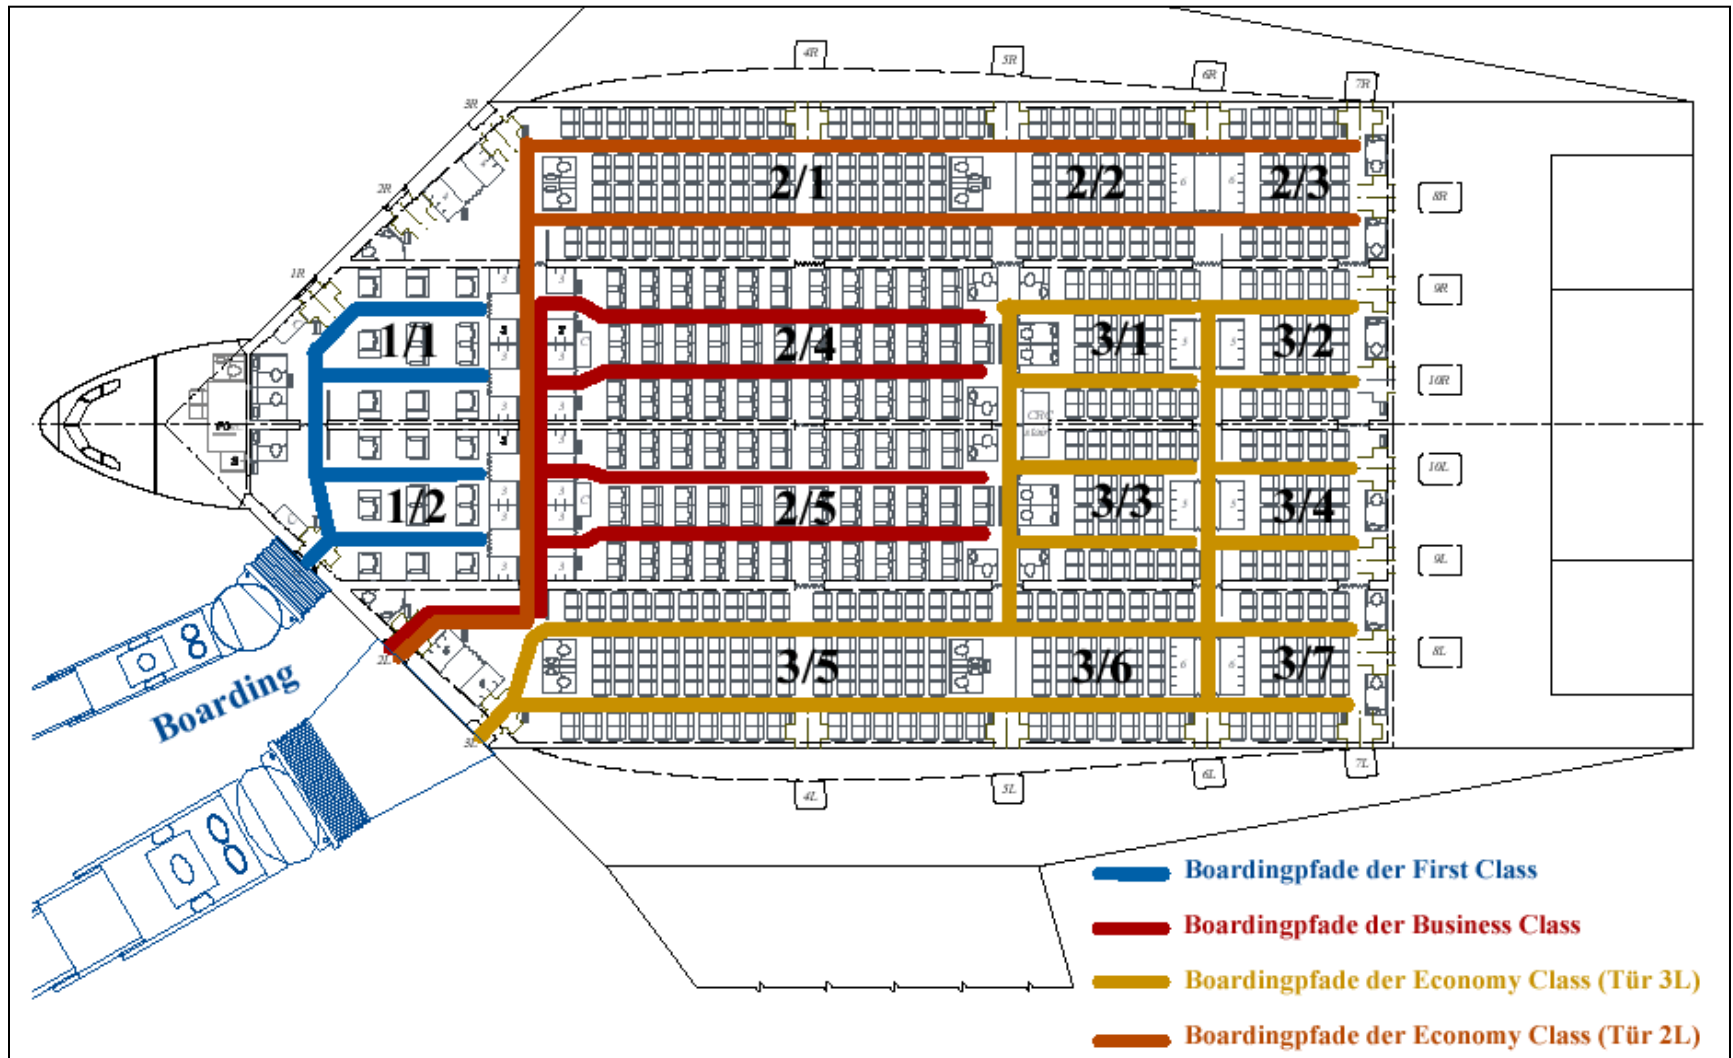 4R
5R
6R
7R
3R
2R
2/1
2/2
2/3
8R
1R
9R
1/1
2/4
3/1
3/2
10R
CRC
10L
1/2
2/5
3/3
3/4
9L
2L
3/5
3/6
3/7
8L
3L
Boarding
4L
5L
6L
7L
Boardingpfade der First Class
Boardingpfade der Business Class
Boardingpfade der Economy Class (Tür 3L)
Boardingpfade der Economy Class (Tür 2L)